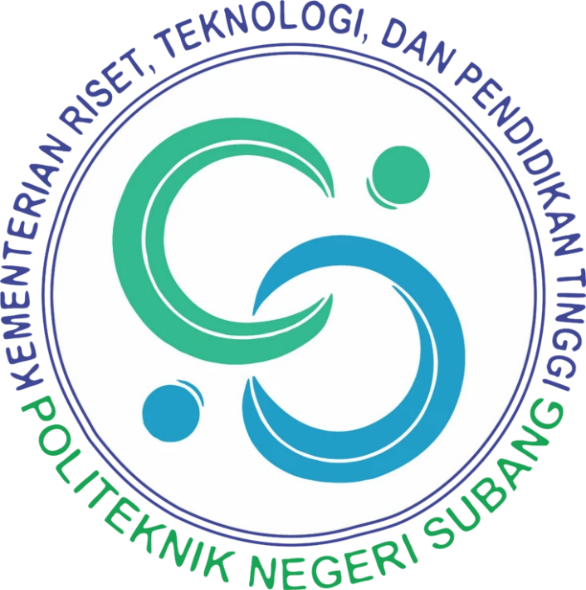 KEMENTERIAN RISET, TEKNOLOGI, DAN PENDIDIKAN TINGGI
POLITEKNIK NEGERI SUBANG